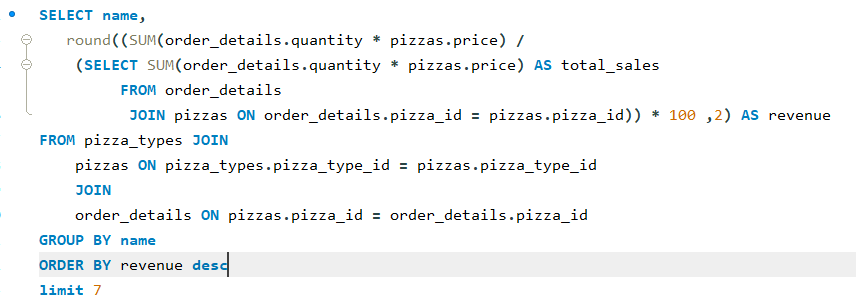 SELECT name,
round((SUM(order_details.quantity * pizzas.price) /
(SELECT SUM(order_details.quantity * pizzas.price) AS total_sales
FROM order_details
JOIN pizzas ON order_details.pizza_id = pizzas.pizza_id)) * 100 ,2) AS revenue
FROM pizza_types JOIN
pizzas ON pizza_types.pizza_type_id = pizzas.pizza_type_id
JOIN
order_details ON pizzas.pizza_id = order_details.pizza_id
GROUP BY name
ORDER BY revenue desc
limit 7